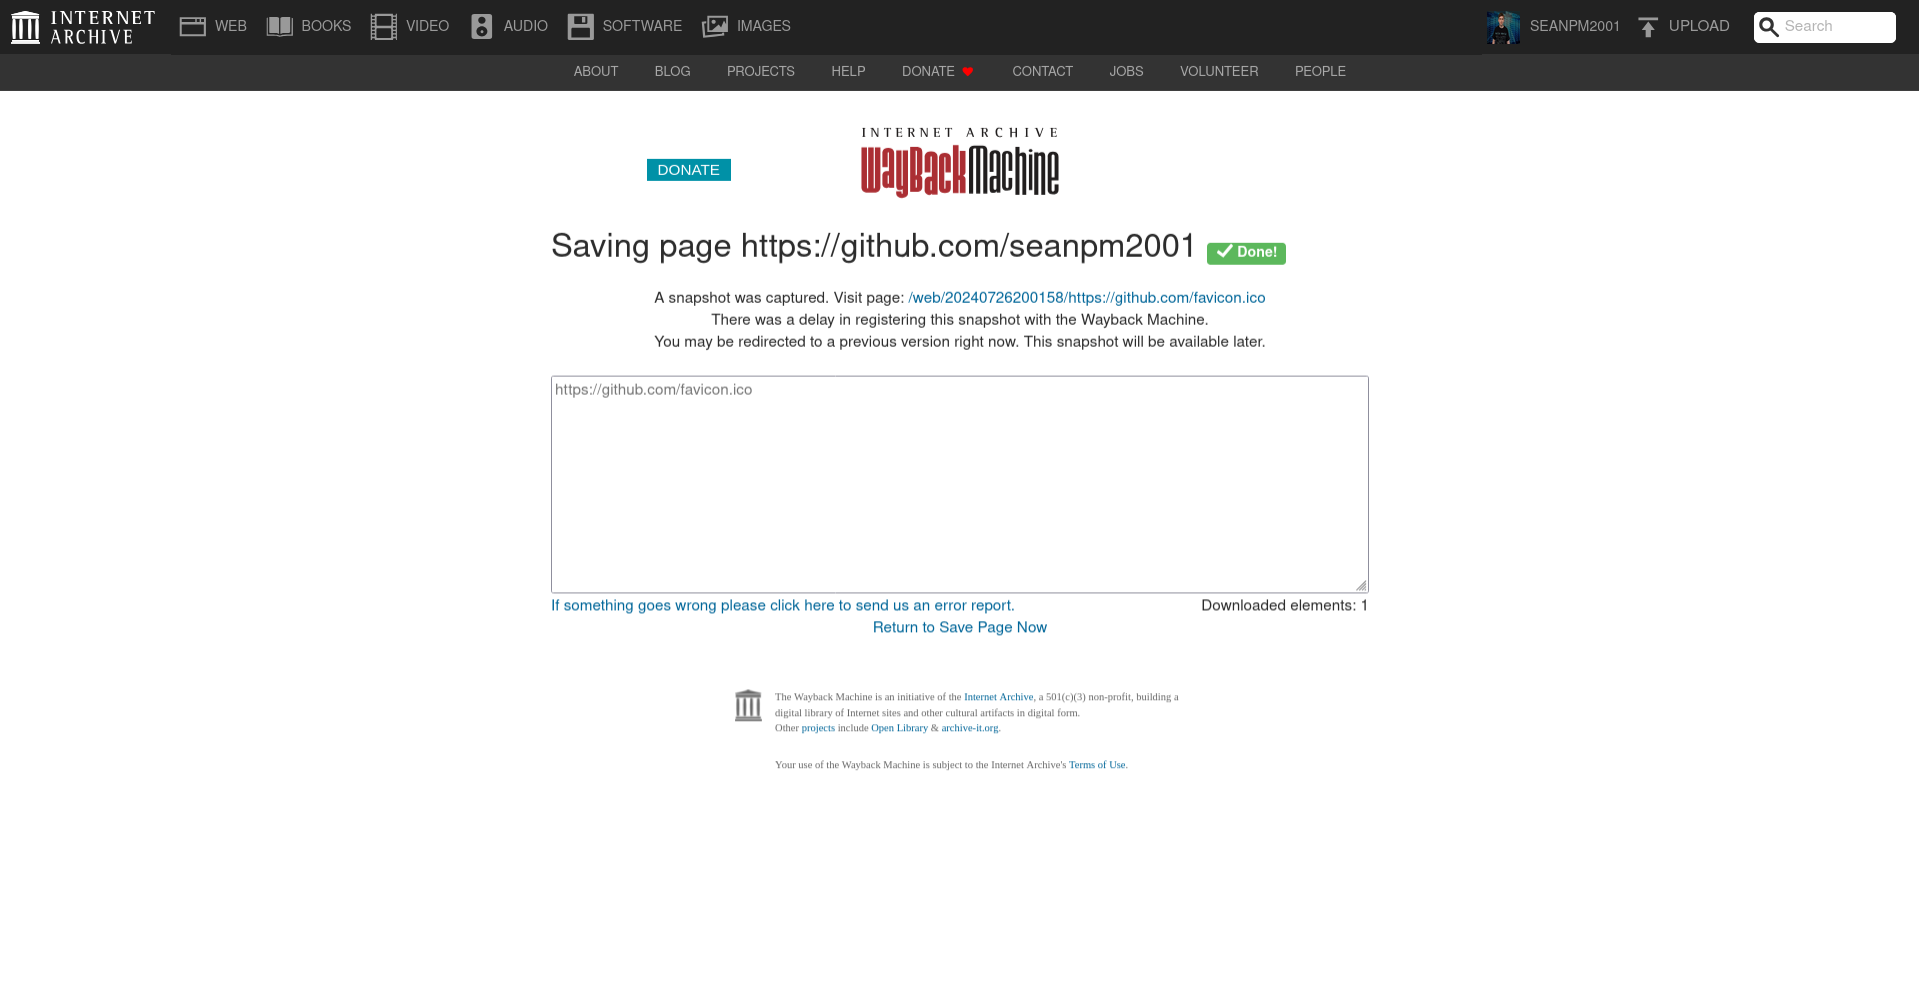 INTERNET ARCHIVE
WEB BOOKS VIDEO AUDIO SOFTWARE IMAGES SEANPM2001 UPLOAD Search
ABOUT BLOG PROJECTS HELP DONATE CONTACT JOBS VOLUNTEER PEOPLE
INTERNET ARCHIVE
WayBackMachine
DONATE
Saving page https://github.com/seanpm2001 Done!
A snapshot was captured. Visit page: /web/20240726200158/https://github.com/favicon.ico
There was a delay in registering this snapshot with the Wayback Machine.
You may be redirected to a previous version right now. This snapshot will be available later.
https://github.com/favicon.ico
If something goes wrong please click here to send us an error report. Downloaded elements: 1
Return to Save Page Now
The Wayback Machine is an initiative of the Internet Archive, a 501(c)(3) non-profit, building a
digital library of Internet sites and other cultural artifacts in digital form.
Other projects include Open Library & archive-it.org.
Your use of the Wayback Machine is subject to the Internet Archive's Terms of Use.